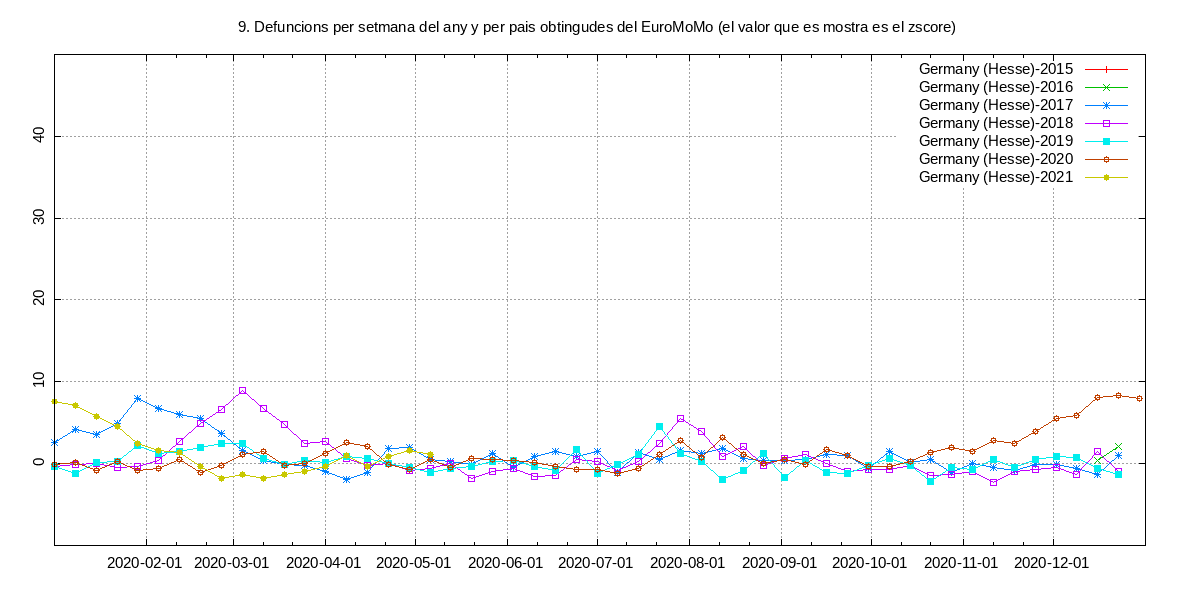 9. Defuncions per setmana del any y per pais obtingudes del EuroMoMo (el valor que es mostra es el zscore)
Germany (Hesse)-2015
Germany (Hesse)-2016
Germany (Hesse)-2017
Germany (Hesse)-2018
Germany (Hesse)-2019
Germany (Hesse)-2020
Germany (Hesse)-2021
40
30
20
10
0
2020-02-01 2020-03-01 2020-04-01 2020-05-01 2020-06-01 2020-07-01 2020-08-01 2020-09-01 2020-10-01 2020-11-01 2020-12-01